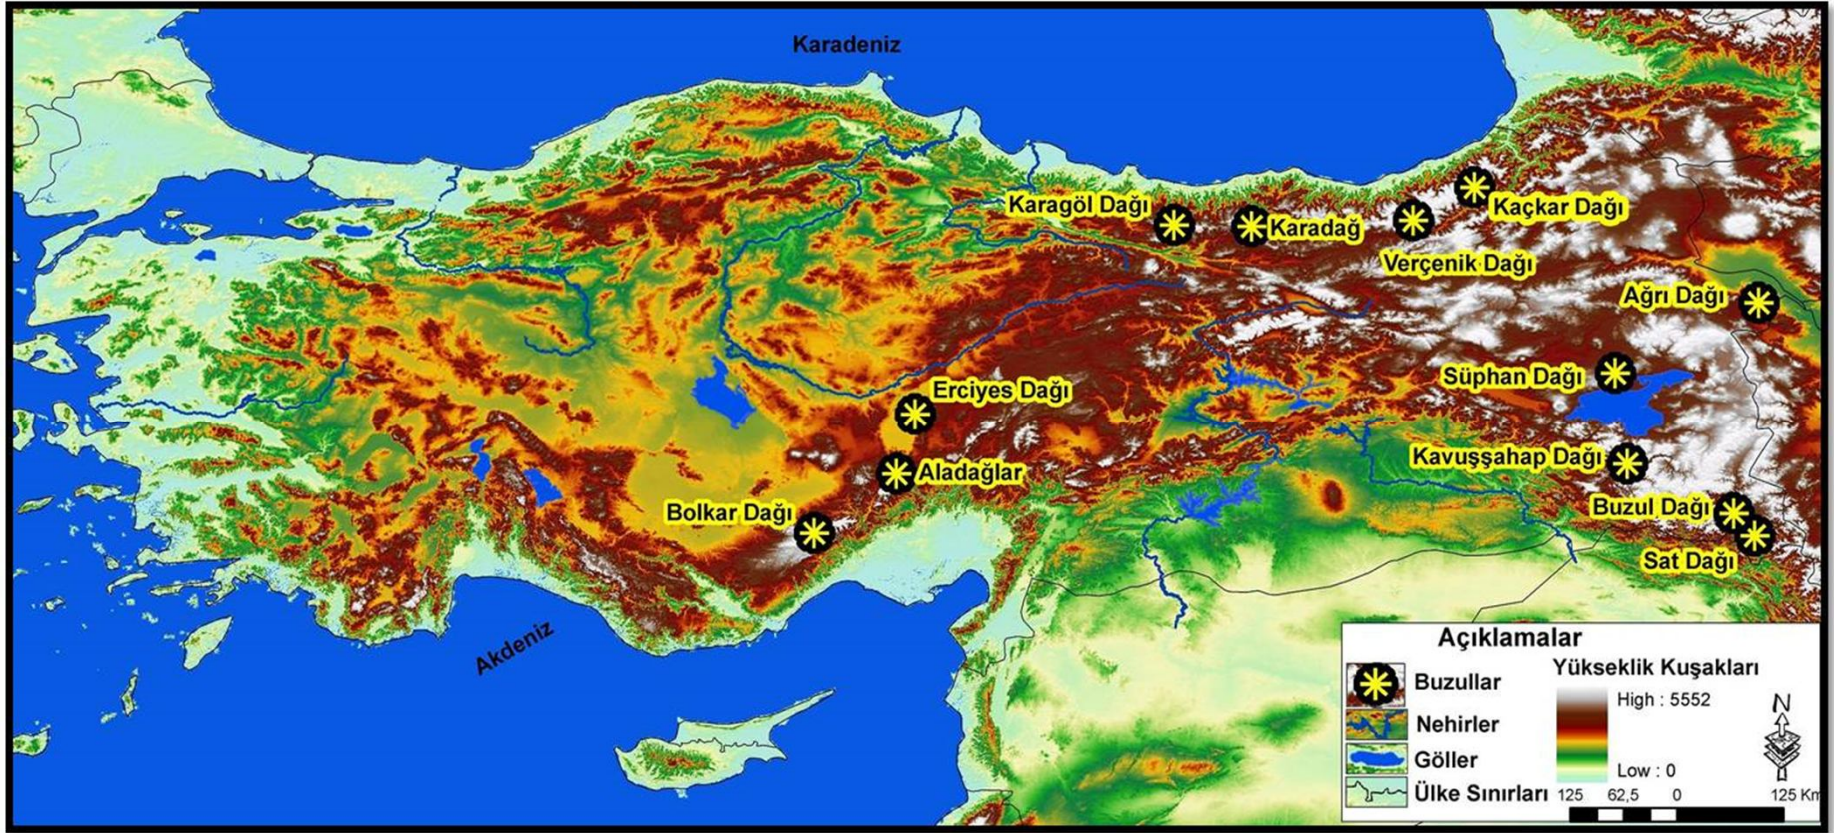 Karadeniz
Karagöl Dağı
Karadağ
Kaçkar Dağı
Verçenik Dağı
Ağrı Dağı
Süphan Dağı
Erciyes Dağı
Aladağlar
Kavuşşahap Dağı
Bolkar Dağı
Buzul Dağı
Sat Dağı
Akdeniz
Açıklamalar
Buzullar
Nehirler
Göller
Ülke Sınırları
Yükseklik Kuşakları
High : 5552
Low : 0
N
125 62,5 0 125 Km